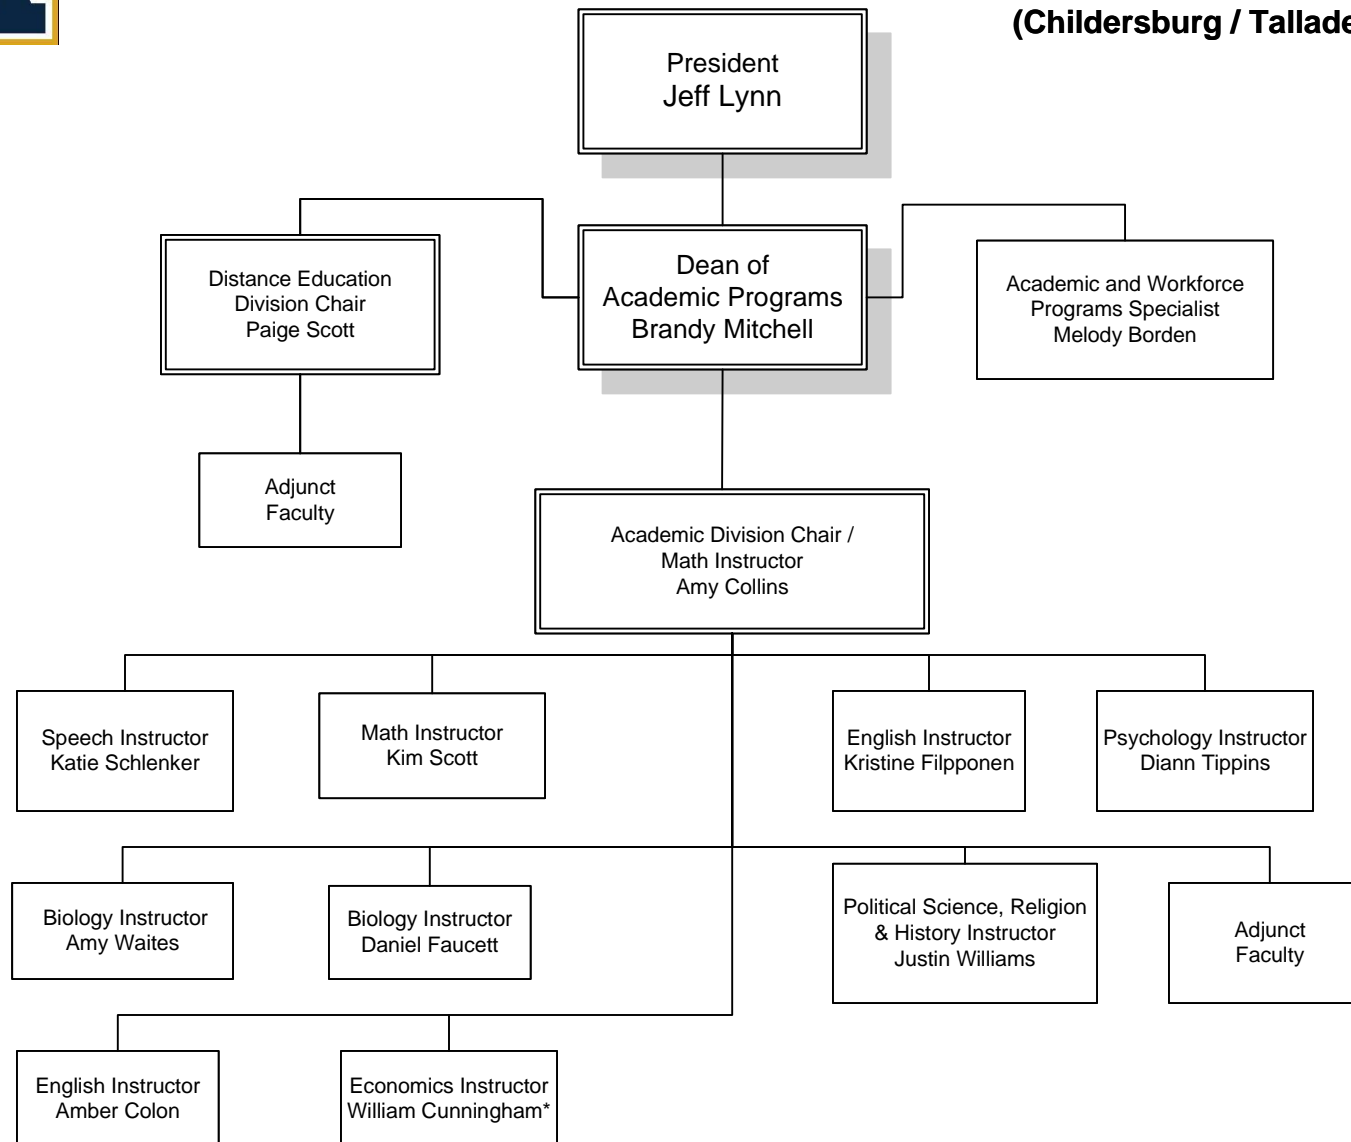 (Childersburg / Tallade
President
Jeff Lynn
Distance Education
Division Chair
Paige Scott
Dean of
Academic Programs
Brandy Mitchell
Academic and Workforce
Programs Specialist
Melody Borden
Adjunct
Faculty
Academic Division Chair /
Math Instructor
Amy Collins
Speech Instructor
Katie Schlenker
Math Instructor
Kim Scott
English Instructor
Kristine Filpponen
Psychology Instructor
Diann Tippins
Biology Instructor
Amy Waites
Biology Instructor
Daniel Faucett
Political Science, Religion
& History Instructor
Justin Williams
Adjunct
Faculty
English Instructor
Amber Colon
Economics Instructor
William Cunningham*